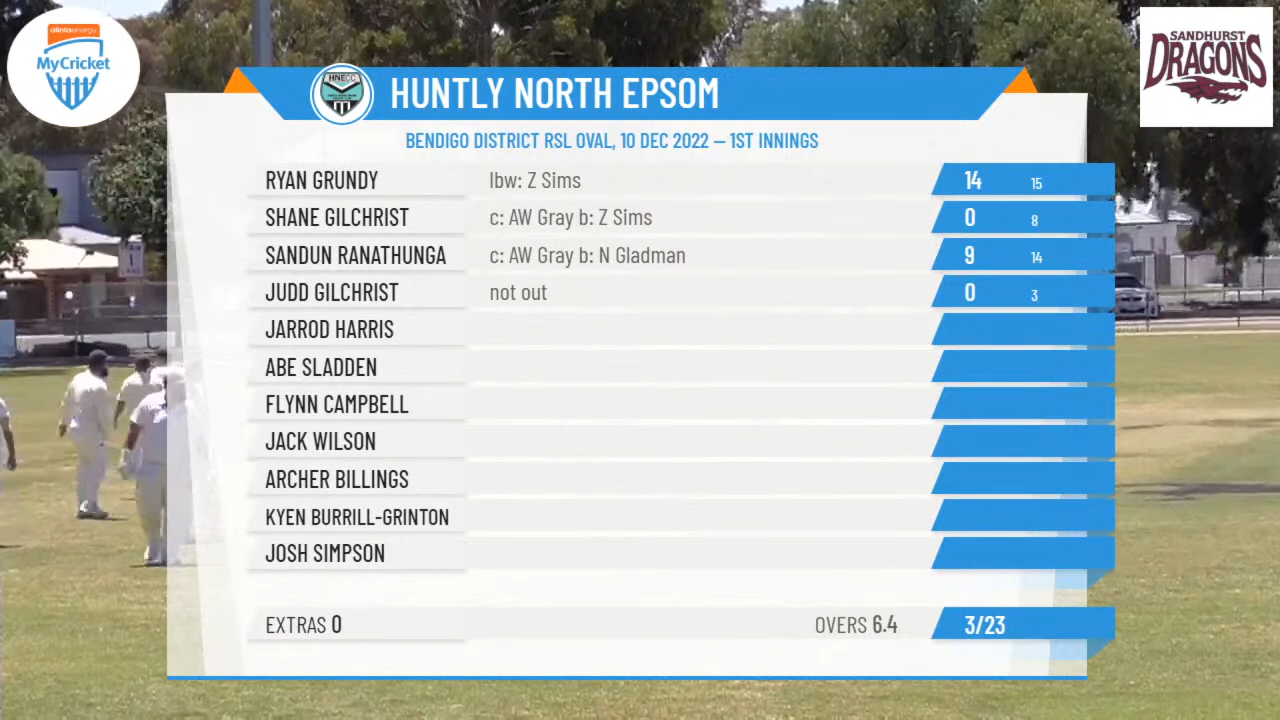 alintaenergy
MyCricket
SANDHURST
DRAGONS
HNECC
HUNTLY NORTH EPSOM
BENDIGO DISTRICT RSL OVAL, 10 DEC 2022 – 1ST INNINGS
RYAN GRUNDY lbw: Z Sims 14 15
SHANE GILCHRIST c: AW Gray b: Z Sims 0 8
SANDUN RANATHUNGA c: AW Gray b: N Gladman 9 14
JUDD GILCHRIST not out 0 3
JARROD HARRIS
ABE SLADDEN
FLYNN CAMPBELL
JACK WILSON
ARCHER BILLINGS
KYEN BURRILL-GRINTON
JOSH SIMPSON
EXTRAS 0 OVERS 6.4 3/23